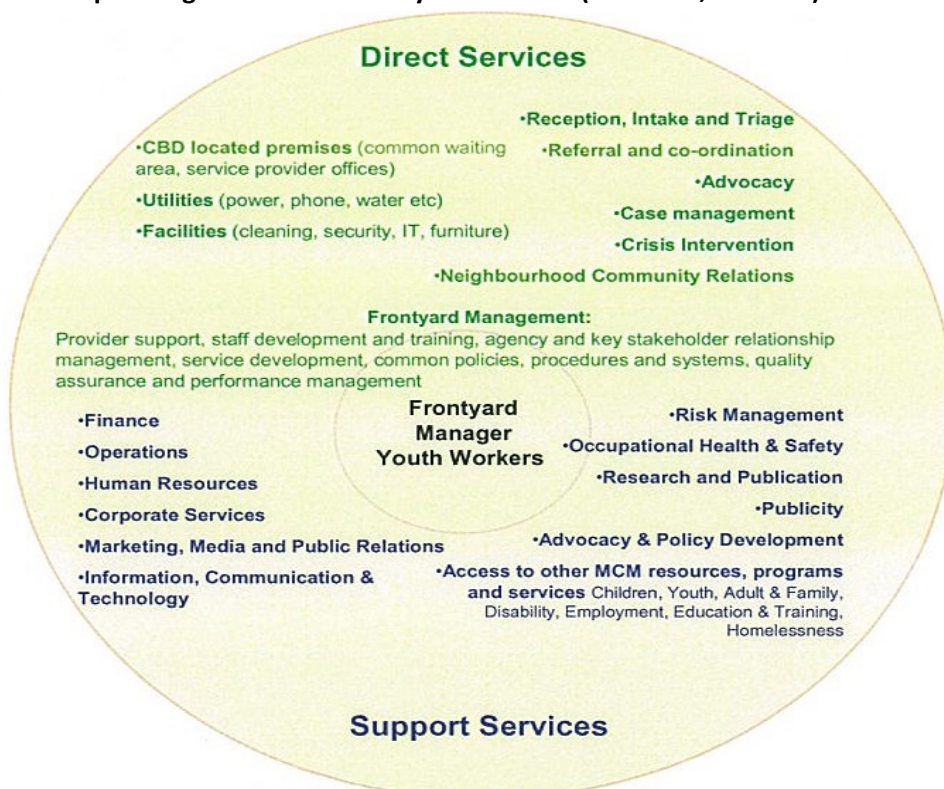 Direct Services
•CBD located premises (common waiting
area, service provider offices)
•Utilities (power, phone, water etc)
•Facilities (cleaning, security, IT, furniture)
•Reception, Intake and Triage
•Referral and co-ordination
•Advocacy
•Case management
•Crisis Intervention
•Neighbourhood Community Relations
Frontyard Management:
Provider support, staff development and training, agency and key stakeholder relationship
management, service development, common policies, procedures and systems, quality
assurance and performance management
Frontyard
Manager
Youth Workers
•Finance
•Operations
•Human Resources
•Corporate Services
•Marketing, Media and Public Relations
•Information, Communication &
Technology
•Risk Management
•Occupational Health & Safety
•Research and Publication
•Publicity
•Advocacy & Policy Development
•Access to other MCM resources, programs
and services Children, Youth, Adult & Family,
Disability, Employment, Education & Training,
Homelessness
Support Services